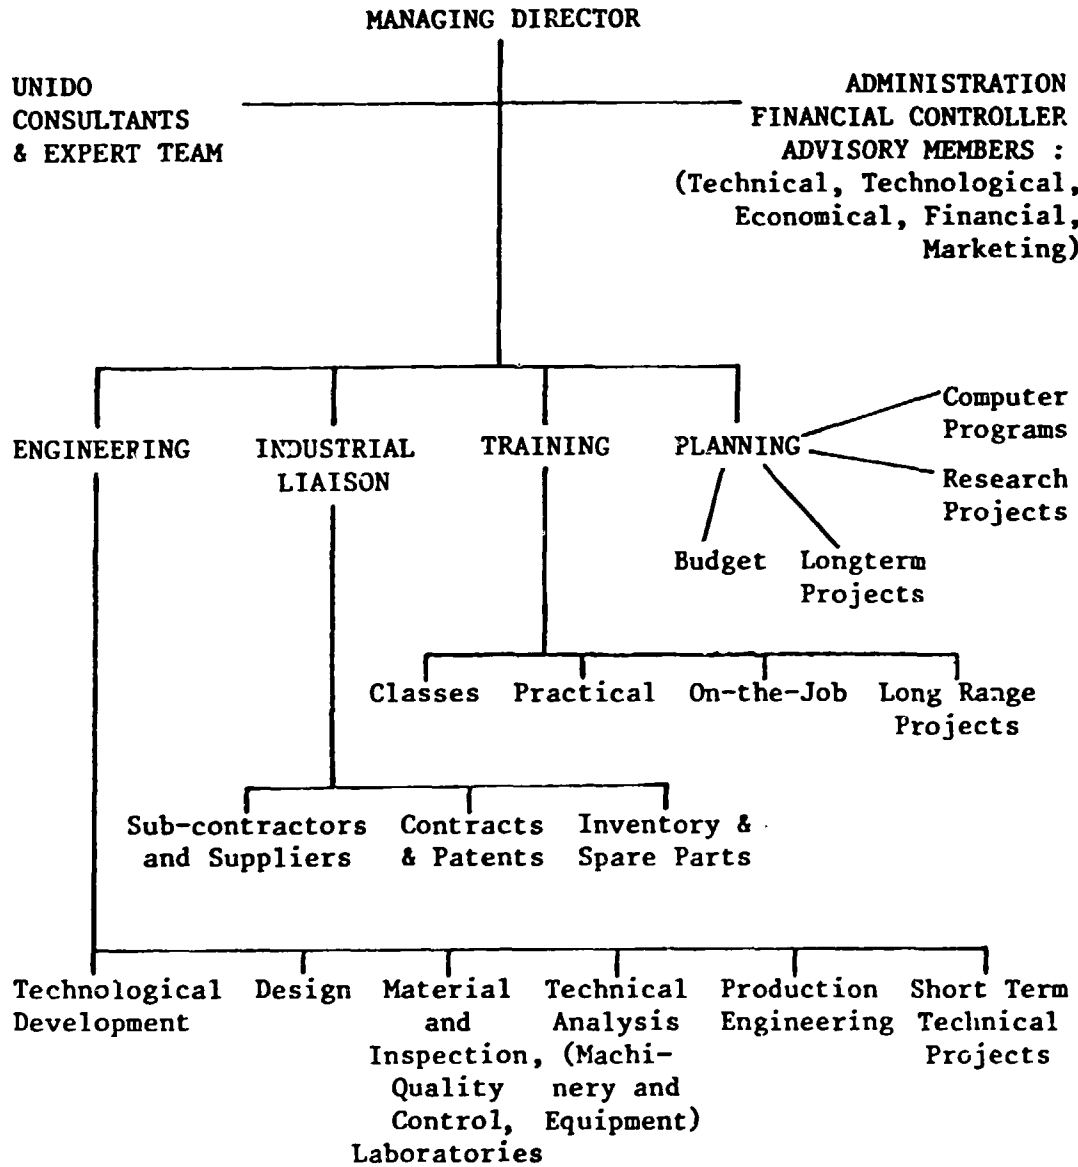 MANAGING DIRECTOR
UNIDO
CONSULTANTS
& EXPERT TEAM
ADMINISTRATION
FINANCIAL CONTROLLER
ADVISORY MEMBERS :
(Technical, Technological,
Economical, Financial,
Marketing)
ENGINEERING
INDUSTRIAL
LIAISON
TRAINING
PLANNING
Computer
Programs
Research
Projects
Budget
Longterm
Projects
Classes
Practical
On-the-Job
Long Range
Projects
Sub-contractors
and Suppliers
Contracts
& Patents
Inventory &
Spare Parts
Technological
Development
Design
Material
and
Inspection,
Quality
Control,
Laboratories
Technical
Analysis
(Machi-
nery and
Equipment)
Production
Engineering
Short Term
Technical
Projects